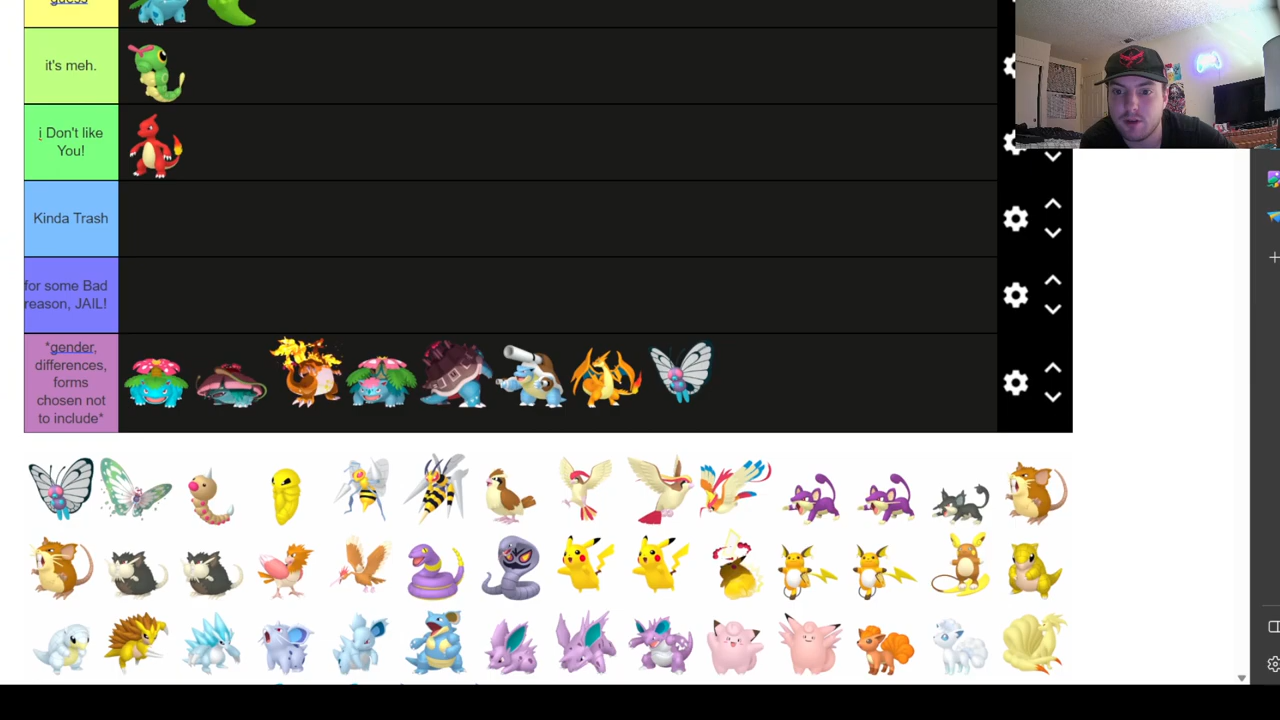 guess
it's meh.
i Don't like
You!
Kinda Trash
for some Bad
reason, JAIL!
*gender,
differences,
forms
chosen not
to include*